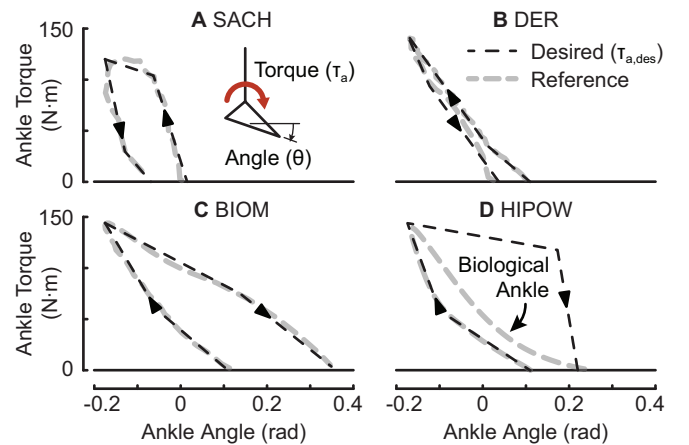 A SACH
B DER
150
Ankle Torque
(N·m)
0
Torque (τa)
Angle (θ)
Desired (τa,des)
Reference
C BIOM
D HIPOW
150
Ankle Torque
(N·m)
0
Biological
Ankle
-0.2 0 0.2 0.4
-0.2 0 0.2 0.4
Ankle Angle (rad)
Ankle Angle (rad)